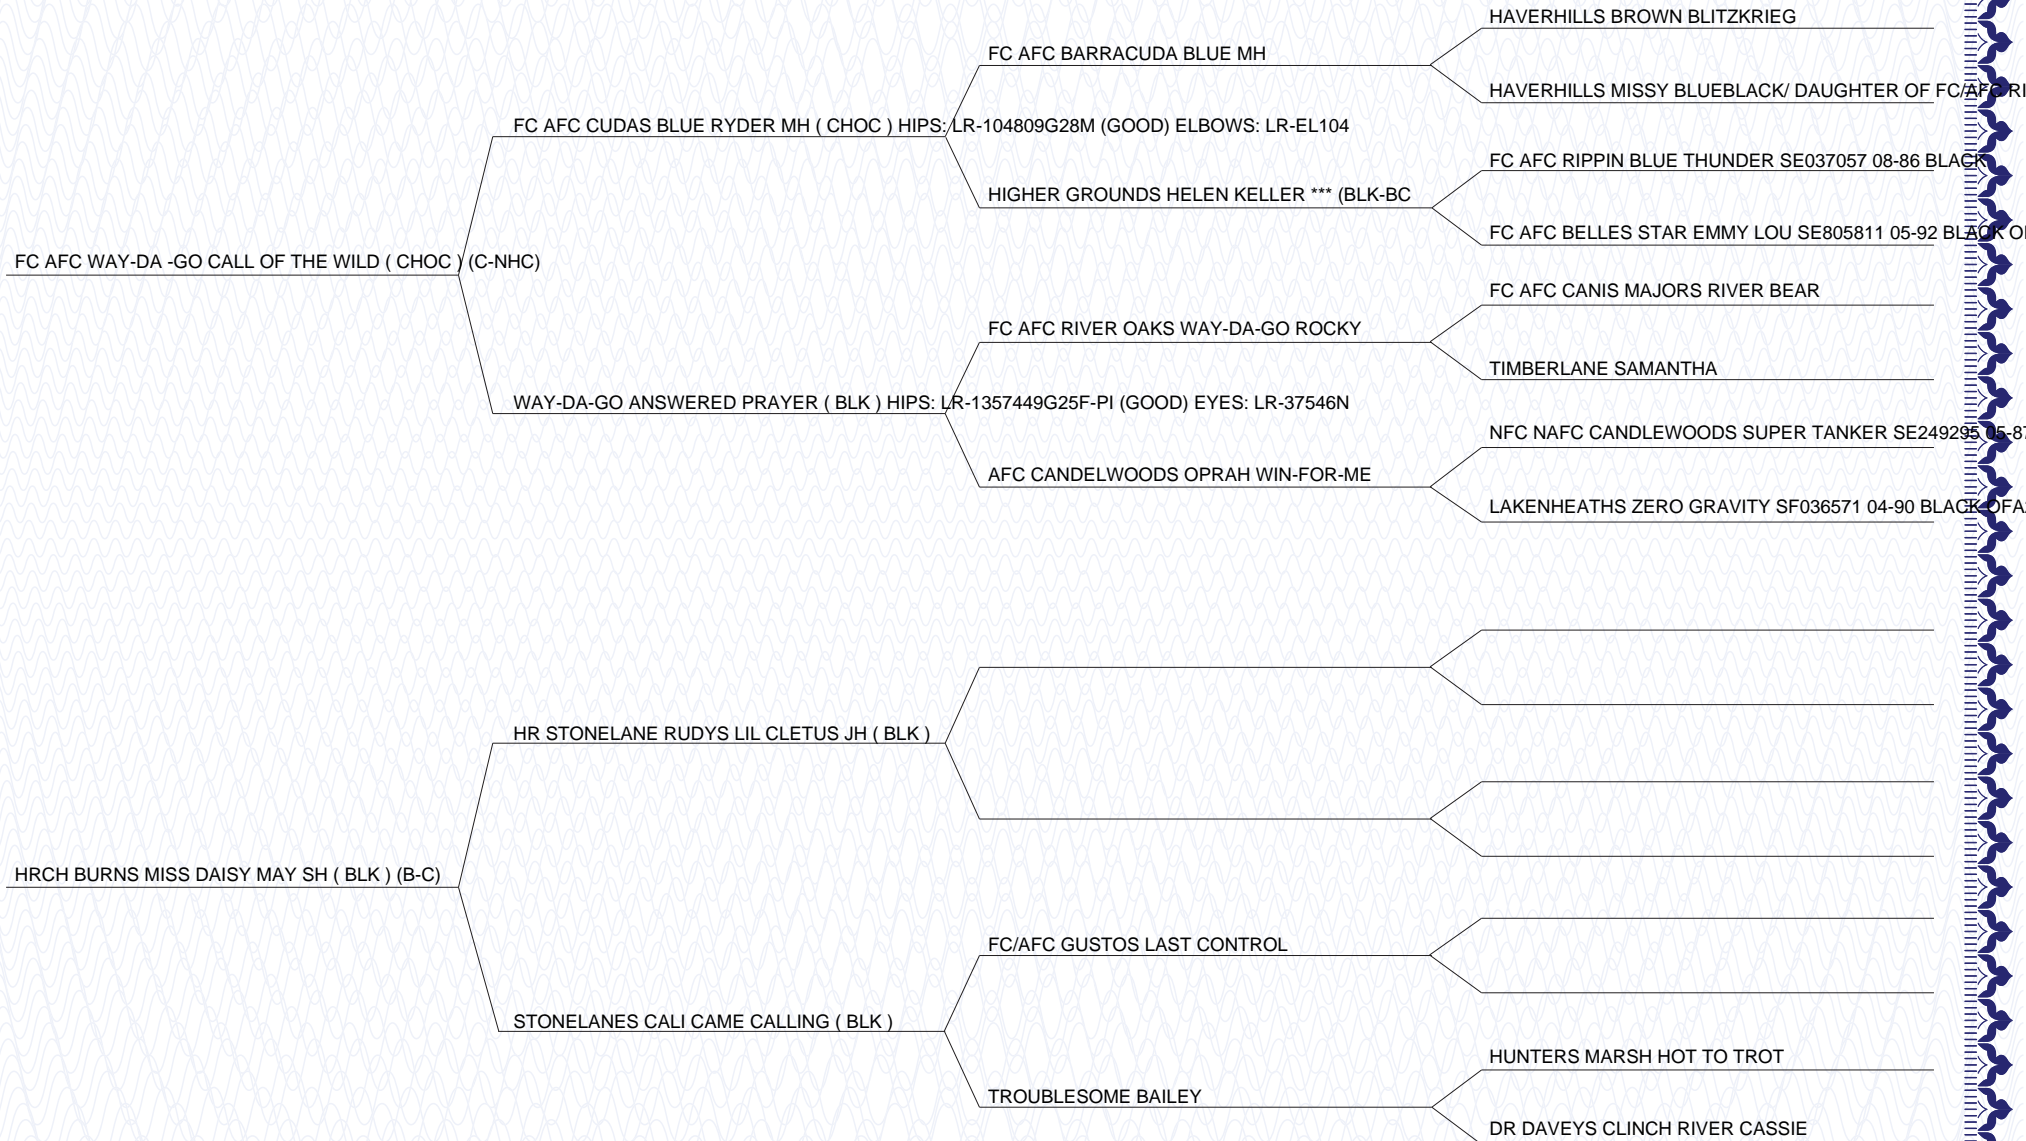 HAVERHILLS BROWN BLITZKRIEG
FC AFC BARRACUDA BLUE MH
HAVERHILLS MISSY BLUEBLACK/ DAUGHTER OF FC/AFC RI
FC AFC CUDAS BLUE RYDER MH ( CHOC ) HIPS: LR-104809G28M (GOOD) ELBOWS: LR-EL104
FC AFC RIPPIN BLUE THUNDER SE037057 08-86 BLACK
HIGHER GROUNDS HELEN KELLER *** (BLK-BC
FC AFC BELLES STAR EMMY LOU SE805811 05-92 BLACK O
FC AFC WAY-DA -GO CALL OF THE WILD ( CHOC ) (C-NHC)
FC AFC CANIS MAJORS RIVER BEAR
FC AFC RIVER OAKS WAY-DA-GO ROCKY
TIMBERLANE SAMANTHA
WAY-DA-GO ANSWERED PRAYER ( BLK ) HIPS: LR-1357449G25F-PI (GOOD) EYES: LR-37546N
NFC NAFC CANDLEWOODS SUPER TANKER SE249295 05-87
AFC CANDELWOODS OPRAH WIN-FOR-ME
LAKENHEATHS ZERO GRAVITY SF036571 04-90 BLACK OFA
HR STONELANE RUDYS LIL CLETUS JH ( BLK )
HRCH BURNS MISS DAISY MAY SH ( BLK ) (B-C)
FC/AFC GUSTOS LAST CONTROL
STONELANES CALI CAME CALLING ( BLK )
HUNTERS MARSH HOT TO TROT
TROUBLESOME BAILEY
DR DAVEYS CLINCH RIVER CASSIE